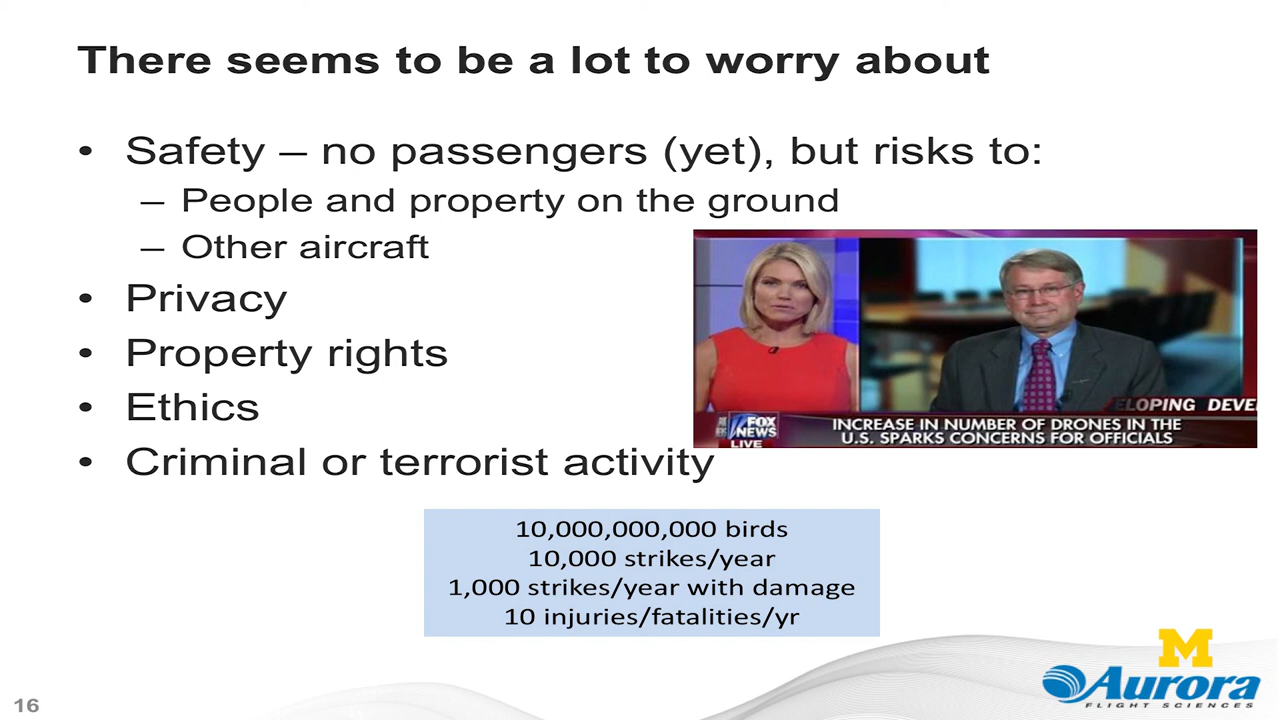 There seems to be a lot to worry about
• Safety – no passengers (yet), but risks to:
– People and property on the ground
– Other aircraft
• Privacy
• Property rights
• Ethics
• Criminal or terrorist activity
ELOPING DEVE
FOX
NEWS
LIVE
INCREASE IN NUMBER OF DRONES IN THE
U.S. SPARKS CONCERNS FOR OFFICIALS
10,000,000,000 birds
10,000 strikes/year
1,000 strikes/year with damage
10 injuries/fatalities/yr
M
Aurora
FLIGHT SCIENCES
16